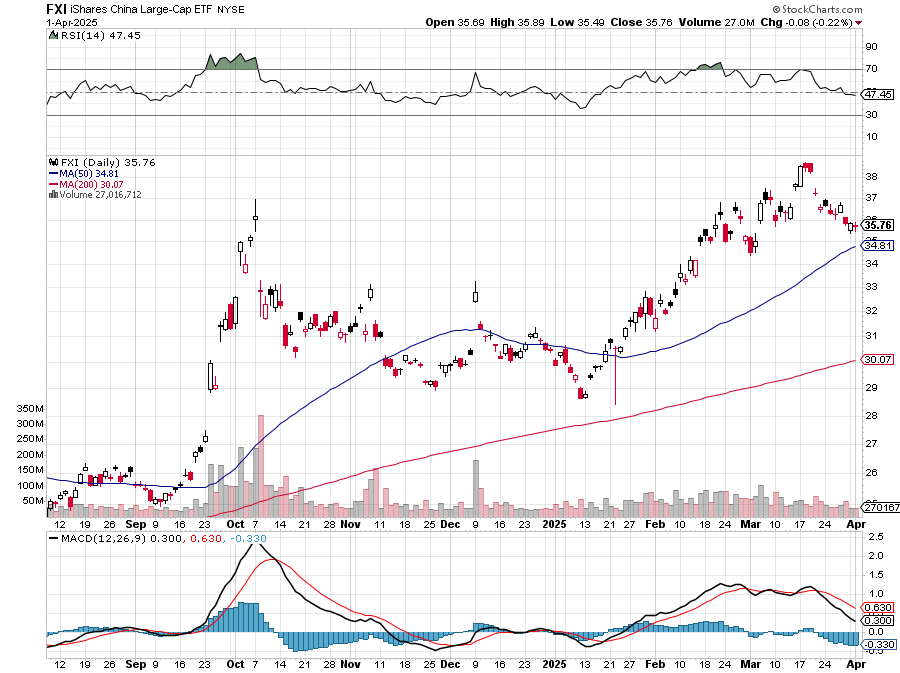 FXI iShares China Large-Cap ETF NYSE
© StockCharts.com
1-Apr-2025
Open 35.69 High 35.89 Low 35.49 Close 35.76 Volume 27.0M Chg -0.08 (-0.22%)
RSI(14) 47.45
90
70
47.45
30
10
FXI (Daily) 35.76
MA(50) 34.81
MA(200) 30.07
Volume 27,016,712
38
37
36
35.76
35
34.81
34
33
32
31
30.07
29
28
27
26
25
350M
300M
250M
200M
150M
100M
50M
270167
12 19 26 Sep 9 16 23 Oct 7 14 21 28 Nov 11 18 25 Dec 9 16 23 2025 13 21 27 Feb 10 18 24 Mar 10 17 24 Apr
MACD(12,26,9) 0.300, 0.630, -0.330
2.5
2.0
1.5
1.0
0.630
0.300
0.0
-0.330
-0.5
12 19 26 Sep 9 16 23 Oct 7 14 21 28 Nov 11 18 25 Dec 9 16 23 2025 13 21 27 Feb 10 18 24 Mar 10 17 24 Apr